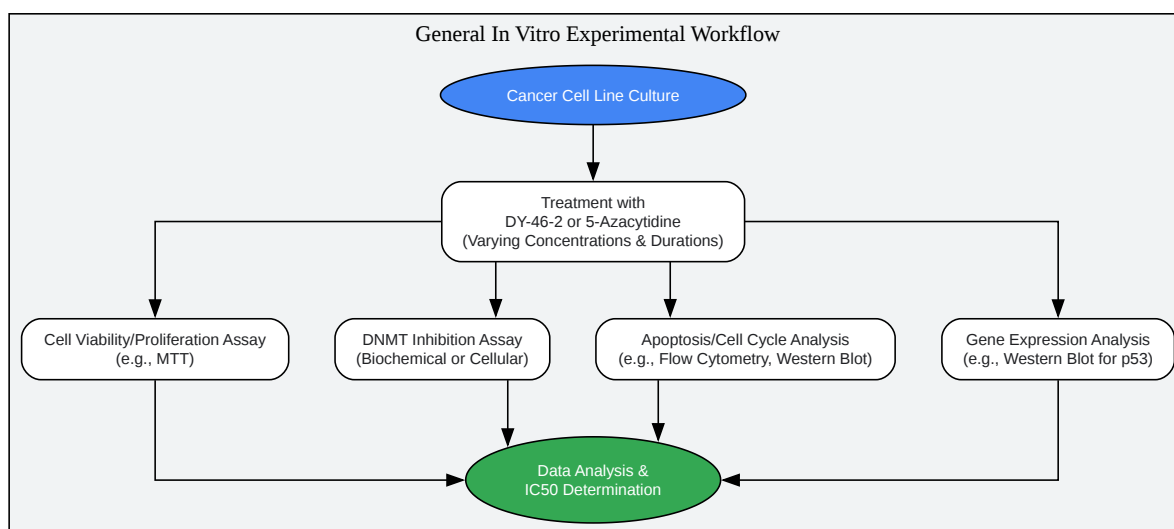 General In Vitro Experimental Workflow
Cancer Cell Line Culture
Treatment with
DY-46-2 or 5-Azacytidine
(Varying Concentrations & Durations)
Cell Viability/Proliferation Assay
(e.g., MTT)
DNMT Inhibition Assay
(Biochemical or Cellular)
Apoptosis/Cell Cycle Analysis
(e.g., Flow Cytometry, Western Blot)
Gene Expression Analysis
(e.g., Western Blot for p53)
Data Analysis &
IC50 Determination